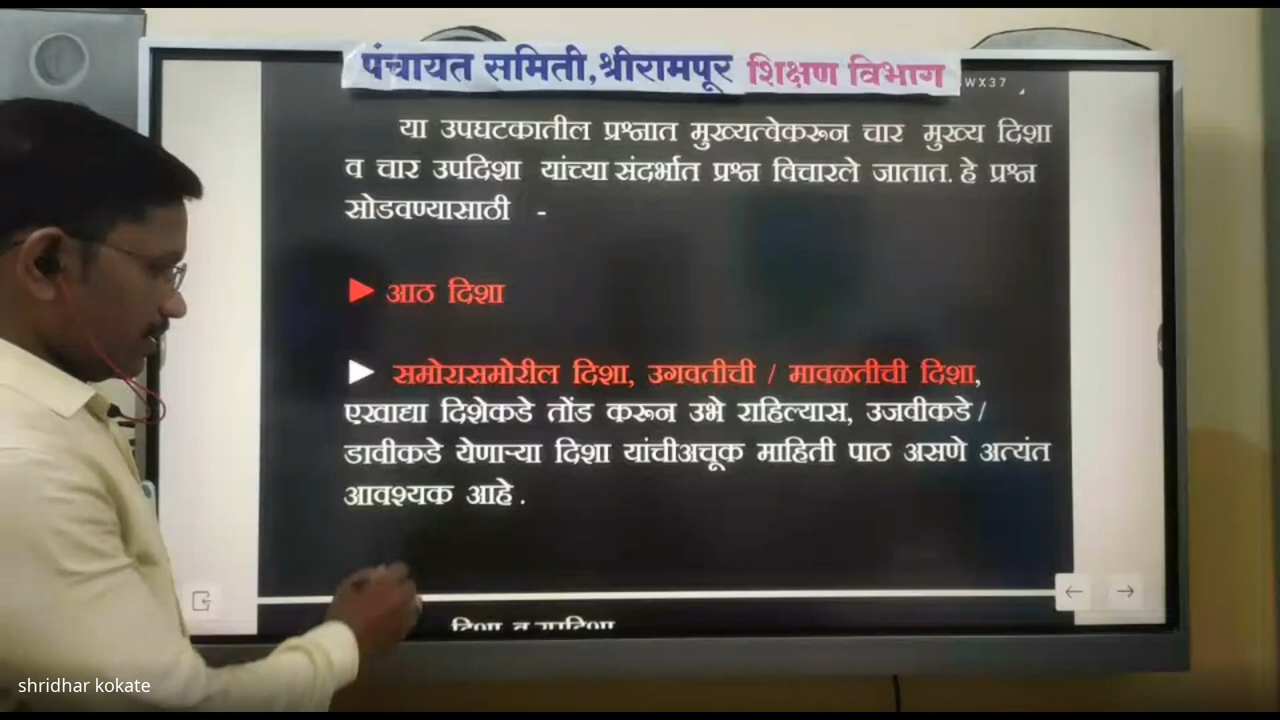 पंचायत समिती,श्रीरामपूर शिक्षण विभाग
WX37
या उपघटकातील प्रश्नात मुख्यत्वेकरून चार मुख्य दिशा
व चार उपदिशा यांच्या संदर्भात प्रश्न विचारले जातात. हे प्रश्न
सोडवण्यासाठी -
► आठ दिशा
► समोरासमोरील दिशा, उगवतीची / मावळतीची दिशा,
एखाद्या दिशेकडे तोंड करून उभे राहिल्यास, उजवीकडे /
डावीकडे येणाऱ्या दिशा यांचीअचूक माहिती पाठ असणे अत्यंत
आवश्यक आहे .
दिशा व उपदिशा
shridhar kokate